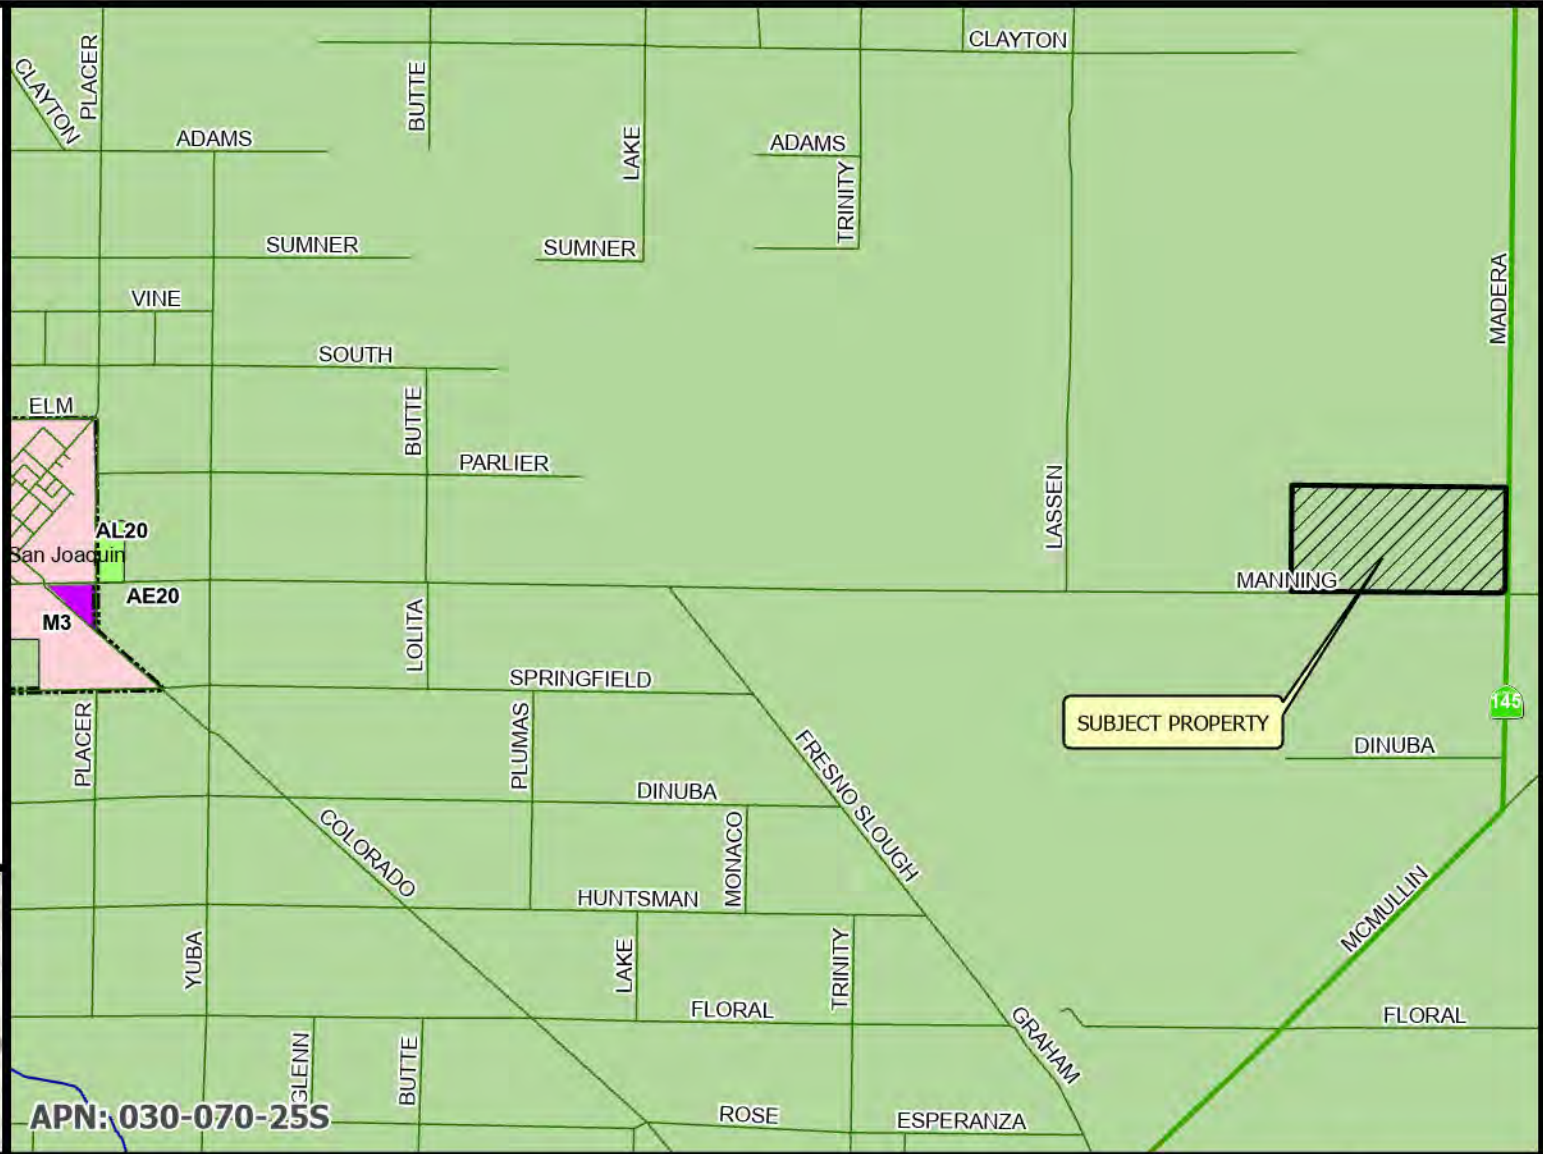 CLAYTON
PLACER
CLAYTON
BUTTE
ADAMS
LAKE
ADAMS
TRINITY
SUMNER
SUMNER
VINE
MADERA
SOUTH
ELM
BUTTE
PARLIER
LASSEN
AL20
San Joaquin
MANNING
AE20
M3
LOLITA
SPRINGFIELD
145
PLACER
PLUMAS
SUBJECT PROPERTY
DINUBA
FRESNO SLOUGH
DINUBA
COLORADO
MONACO
HUNTSMAN
MCMULLIN
YUBA
LAKE
TRINITY
FLORAL
FLORAL
GRAHAM
GLENN
BUTTE
APN: 030-070-25S
ROSE
ESPERANZA